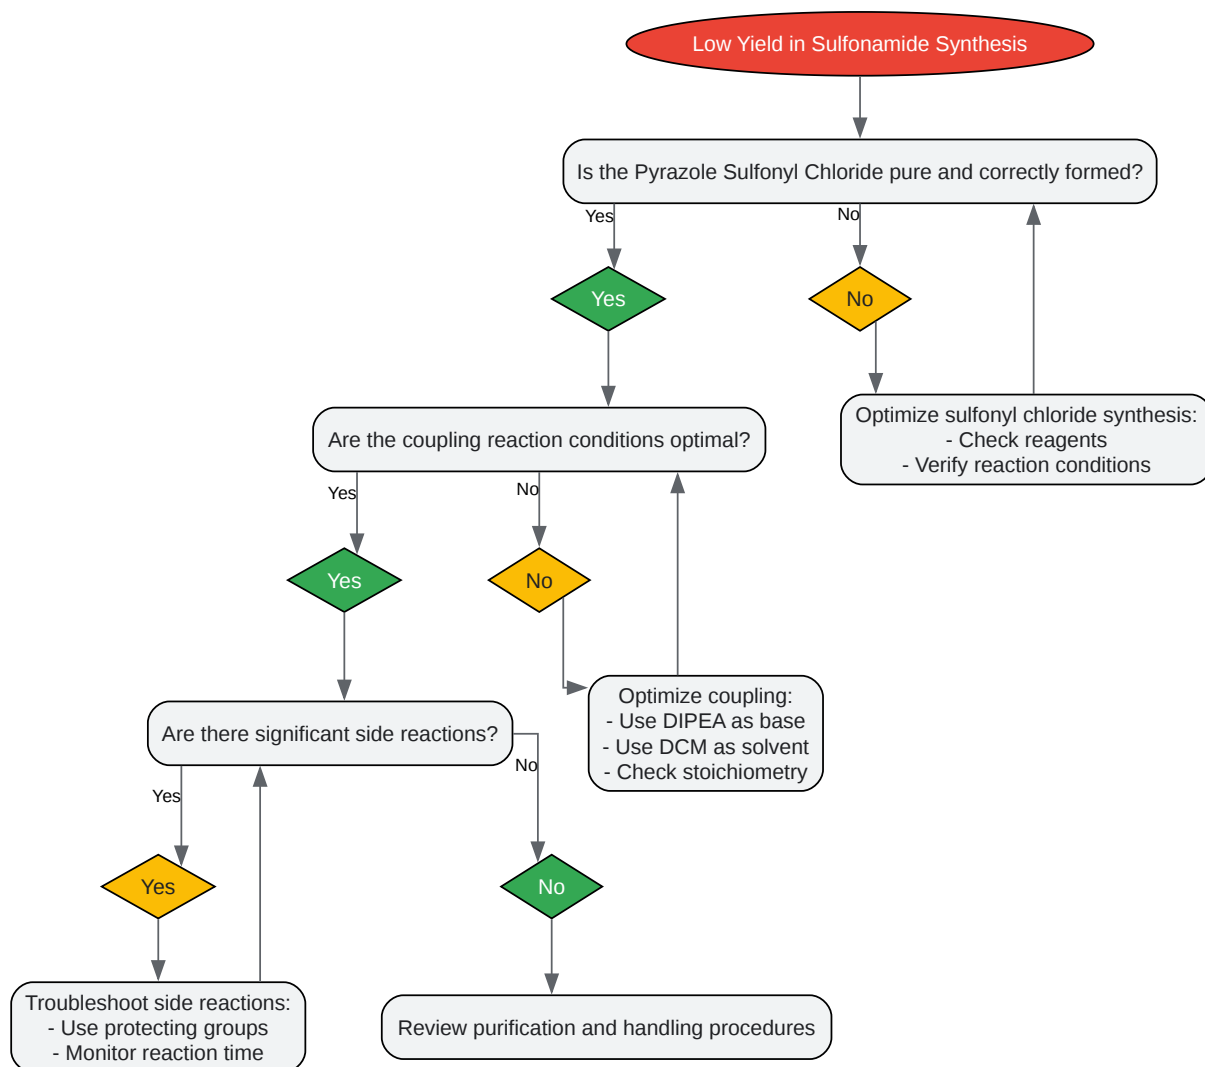 Low Yield in Sulfonamide Synthesis
Is the Pyrazole Sulfonyl Chloride pure and correctly formed?
Yes
No
Yes
No
Optimize sulfonyl chloride synthesis:
- Check reagents
- Verify reaction conditions
Are the coupling reaction conditions optimal?
Yes
No
Yes
No
Optimize coupling:
- Use DIPEA as base
- Use DCM as solvent
- Check stoichiometry
Are there significant side reactions?
Yes
No
Yes
No
Troubleshoot side reactions:
- Use protecting groups
- Monitor reaction time
Review purification and handling procedures